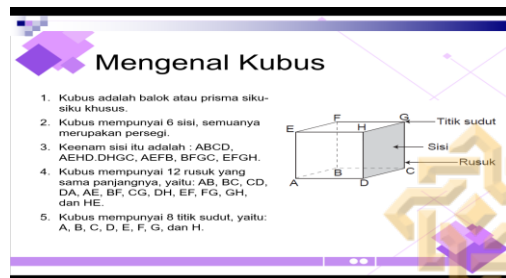 Mengenal Kubus
1. Kubus adalah balok atau prisma siku-
siku khusus.
2. Kubus mempunyai 6 sisi, semuanya
merupakan persegi.
3. Keenam sisi itu adalah : ABCD,
AEHD.DHGC, AEFB, BFGC, EFGH.
4. Kubus mempunyai 12 rusuk yang
sama panjangnya, yaitu: AB, BC, CD,
DA, AE, BF, CG, DH, EF, FG, GH,
dan HE.
5. Kubus mempunyai 8 titik sudut, yaitu:
A, B, C, D, E, F, G, dan H.
F
G
Titik sudut
E
H
Sisi
Rusuk
B
C
A
D